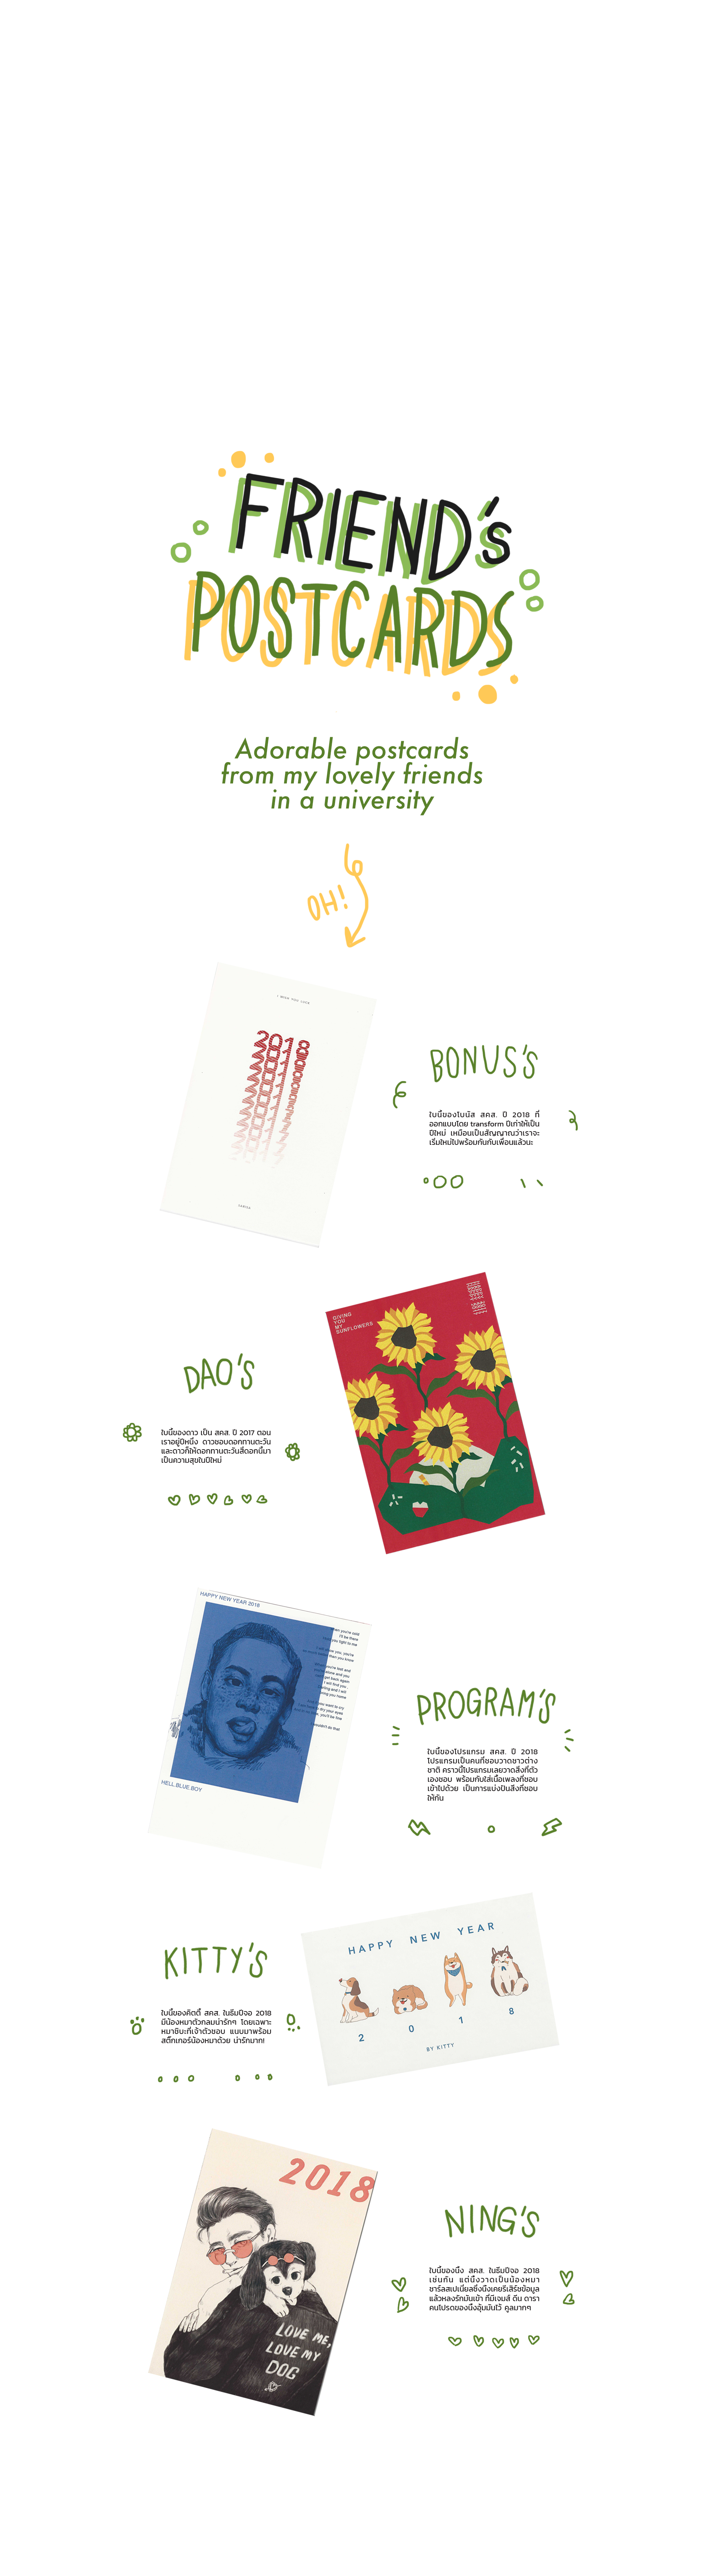 FRIEND's
POSTCARDS
Adorable postcards
from my lovely friends
in a university
OH!
I WISH YOU LUCK
2018
BONUS'S
ใบนี้ของโบนัส สคส. ปี 2018 ที่
ออกแบบโดย transform ปีเก่าให้เป็น
ปีใหม่ เหมือนเป็นสัญญาณว่าเราจะ
เริ่มใหม่ไปพร้อมกันกับเพื่อนแล้วนะ
GIVING
YOU
MY
SUNFLOWERS
DAO'S
ใบนี้ของดาว เป็น สคส. ปี 2017 ตอน
เราอยู่ปีหนึ่ง ดาวชอบดอกทานตะวัน
และดาวก็ให้ดอกทานตะวันสี่ดอกนี้มา
เป็นความสุขในปีใหม่
HAPPY NEW YEAR 2018
HELL.BLUE.BOY
PROGRAM'S
ใบนี้ของโปรแกรม สคส. ปี 2018
โปรแกรมเป็นคนที่ชอบวาดชาวต่าง
ชาติ คราวนี้โปรแกรมเลยวาดสิ่งที่ตัว
เองชอบ พร้อมกับใส่เนื้อเพลงที่ชอบ
เข้าไปด้วย เป็นการแบ่งปันสิ่งที่ชอบ
ให้กัน
KITTY'S
ใบนี้ของคิตตี้ สคส. ในธีมปีจอ 2018
มีน้องหมาตัวกลมน่ารักๆ โดยเฉพาะ
หมาชิบะที่เจ้าตัวชอบ แนบมาพร้อม
สติ๊กเกอร์น้องหมาด้วย น่ารักมาก!
HAPPY NEW YEAR
2 0 1 8
BY KITTY
2018
LOVE ME,
LOVE MY
DOG
NING'S
ใบนี้ของนิ้ง สคส. ในธีมปีจอ 2018
เช่นกัน แต่นิ้งวาดเป็นน้องหมา
ชาร์ลสเปเนี่ยลซึ่งนิ้งเคยรีเสิร์ชข้อมูล
แล้วหลงรักมันเข้า ที่มีเจมส์ ดีน ดารา
คนโปรดของนิ้งอุ้มมันไว้ คูลมากๆ